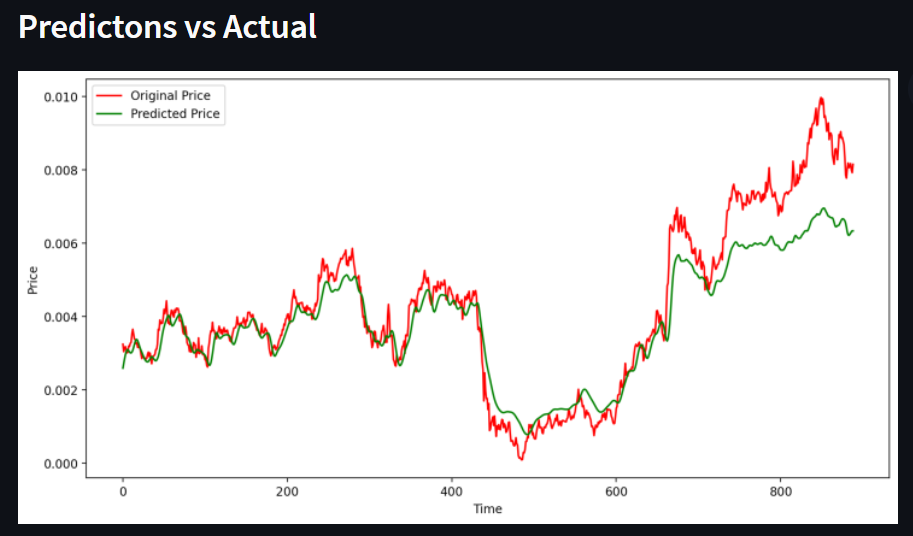 Predictons vs Actual
Original Price
Predicted Price
0.010
0.008
0.006
0.004
0.002
0.000
Price
0 200 400 600 800
Time